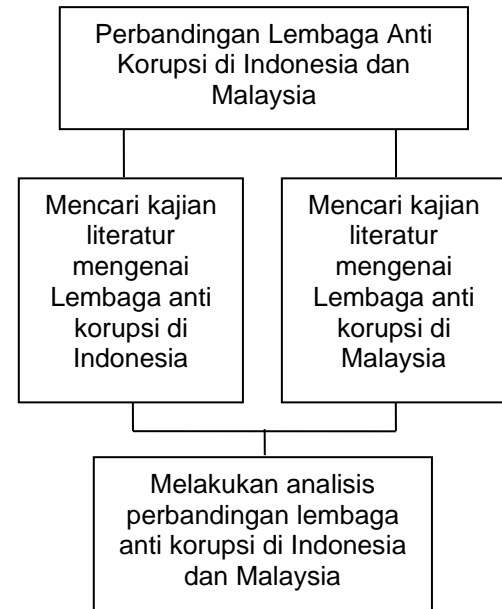 Perbandingan Lembaga Anti
Korupsi di Indonesia dan
Malaysia
Mencari kajian
literatur
mengenai
Lembaga anti
korupsi di
Indonesia
Mencari kajian
literatur
mengenai
Lembaga anti
korupsi di
Malaysia
Melakukan analisis
perbandingan lembaga
anti korupsi di Indonesia
dan Malaysia